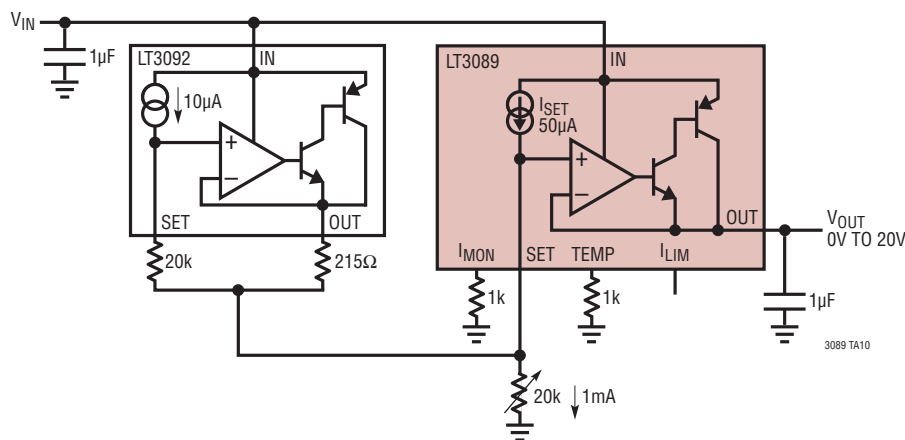 VIN
1µF
LT3092
IN
10µA
+
–
SET
OUT
20k
215Ω
LT3089
IN
ISET
50µA
+
–
OUT
IMON
SET
TEMP
ILIM
1k
1k
VOUT
0V TO 20V
1µF
3089 TA10
20k
1mA